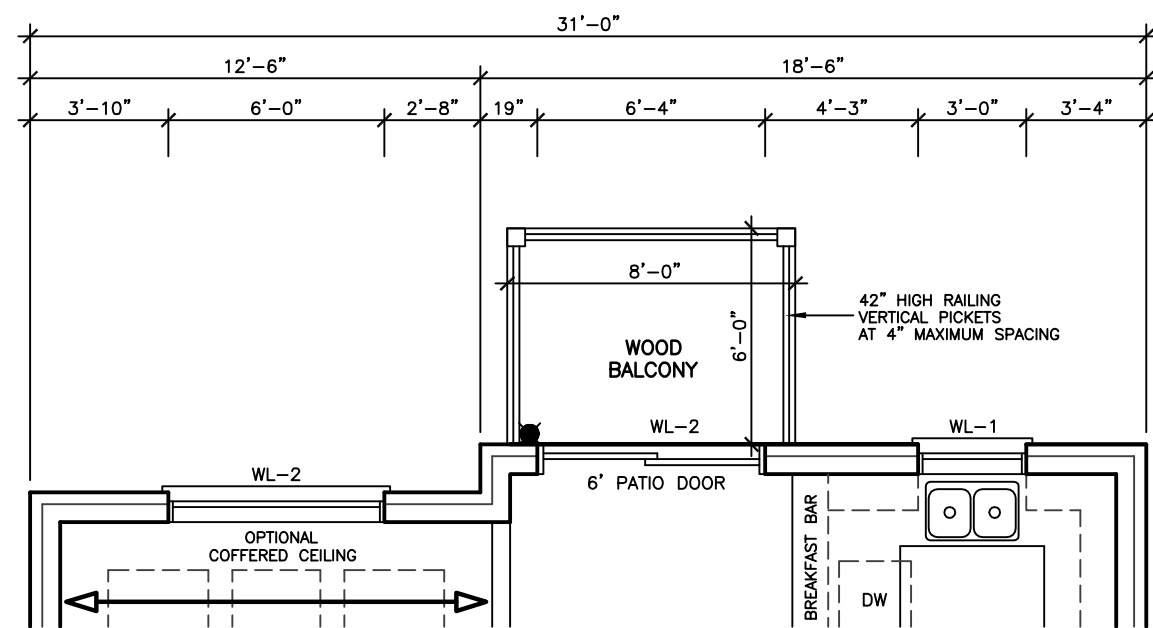 31'-0"
12'-6" 18'-6"
3'-10" 6'-0" 2'-8" 19" 6'-4" 4'-3" 3'-0" 3'-4"
8'-0"
6'-0"
42" HIGH RAILING
VERTICAL PICKETS
AT 4" MAXIMUM SPACING
WOOD
BALCONY
WL-2 WL-1
WL-2
6' PATIO DOOR
OPTIONAL
COFFERED CEILING
BREAKFAST BAR
DW